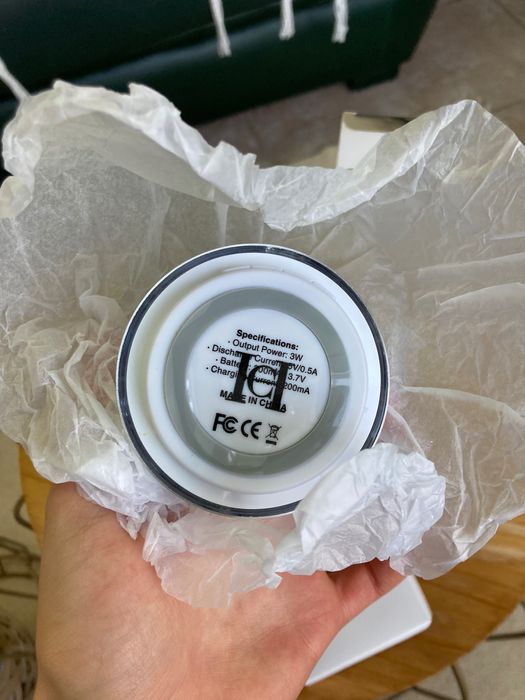 Specifications:
· Output Power: 3W
· Current: V/0.5A
· 3.7V
· 200mA
MADE IN CHINA
FC CE